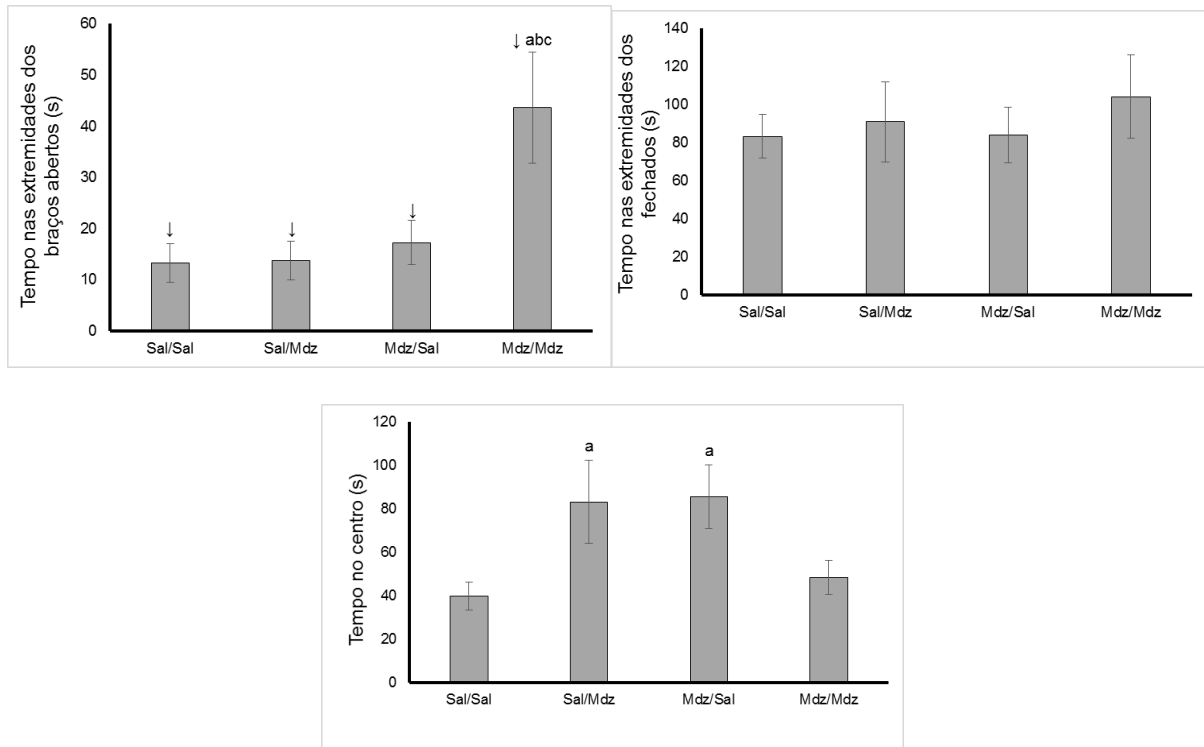 Tempo nas extremidades dos
braços abertos (s)
60
50
40
30
20
10
0
↓
↓
↓
↓ abc
Sal/Sal
Sal/Mdz
Mdz/Sal
Mdz/Mdz
Tempo nas extremidades dos
fechados (s)
140
120
100
80
60
40
20
0
Sal/Sal
Sal/Mdz
Mdz/Sal
Mdz/Mdz
Tempo no centro (s)
120
100
80
60
40
20
0
a
a
Sal/Sal
Sal/Mdz
Mdz/Sal
Mdz/Mdz